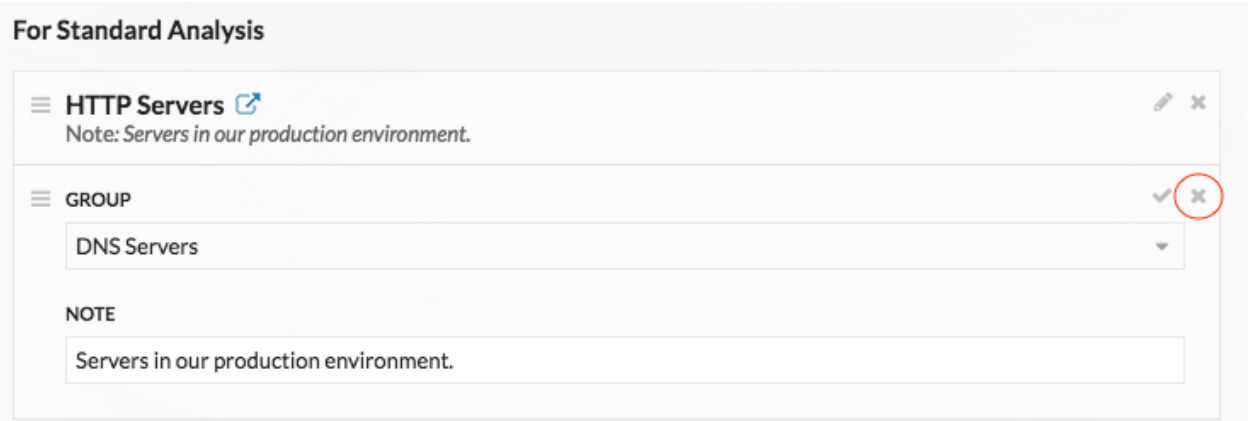 For Standard Analysis
HTTP Servers
Note: Servers in our production environment.
GROUP
DNS Servers
NOTE
Servers in our production environment.